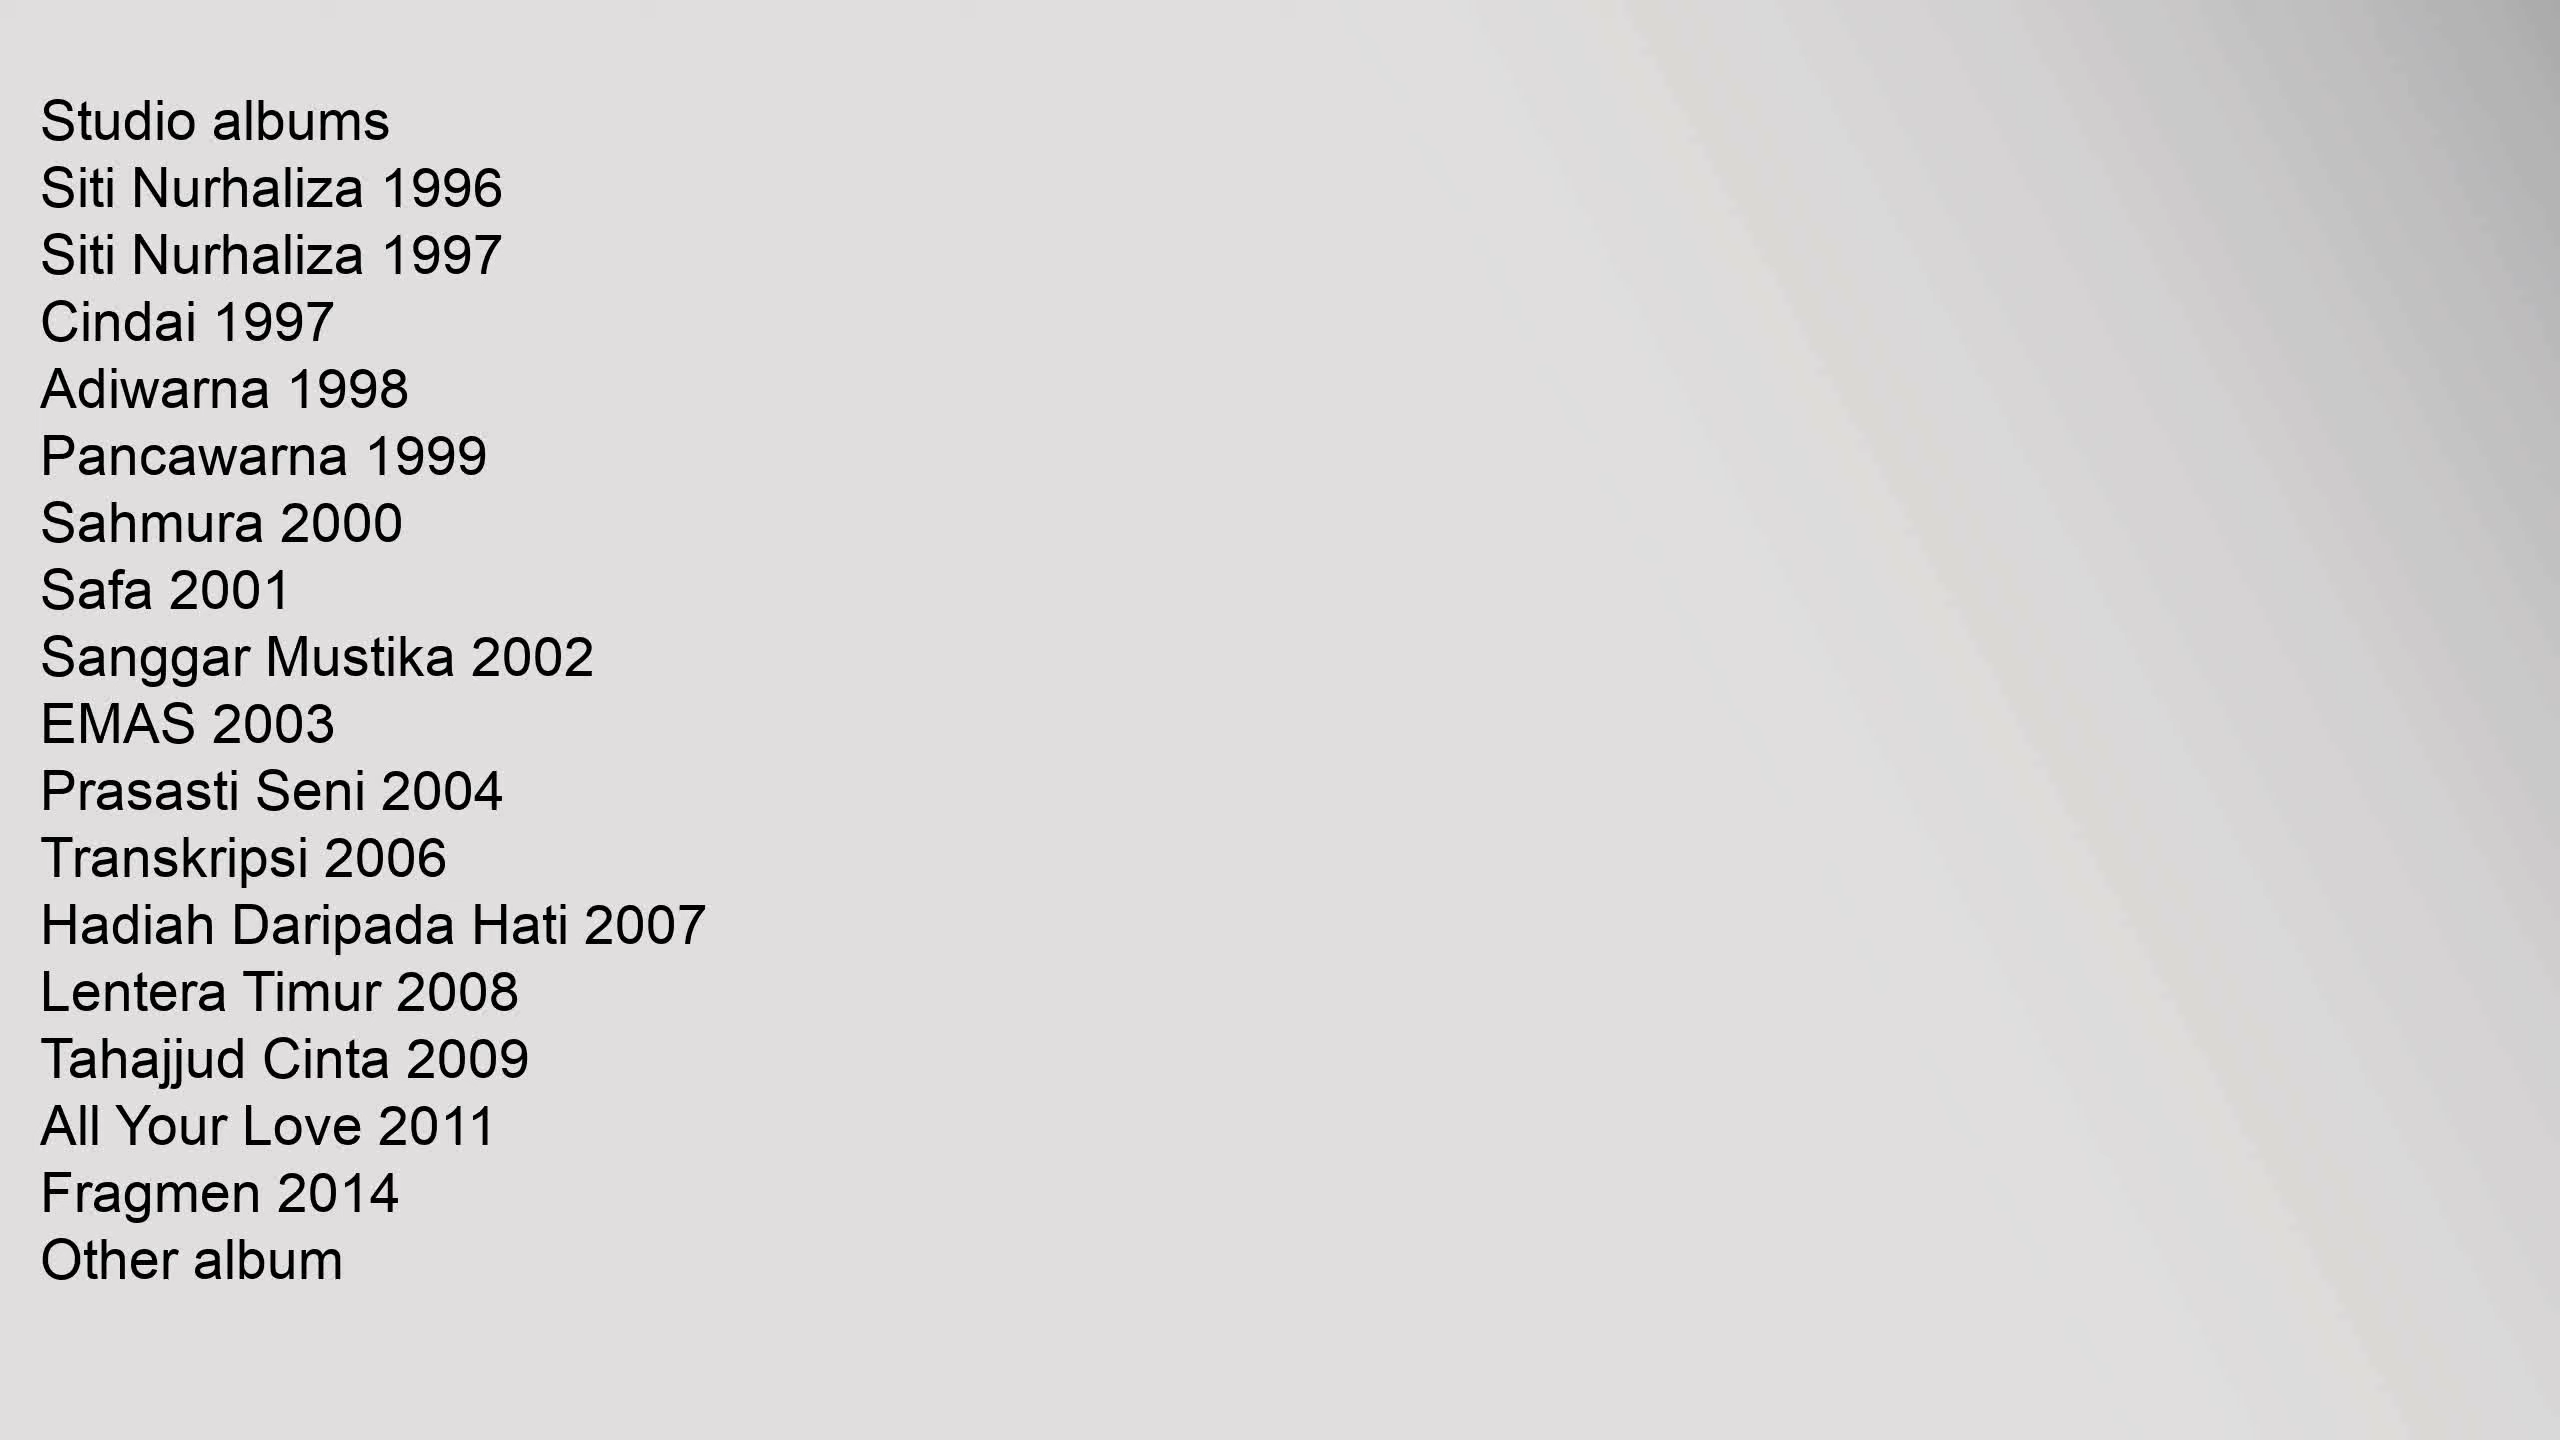 Studio albums
Siti Nurhaliza 1996
Siti Nurhaliza 1997
Cindai 1997
Adiwarna 1998
Pancawarna 1999
Sahmura 2000
Safa 2001
Sanggar Mustika 2002
EMAS 2003
Prasasti Seni 2004
Transkripsi 2006
Hadiah Daripada Hati 2007
Lentera Timur 2008
Tahajjud Cinta 2009
All Your Love 2011
Fragmen 2014
Other album